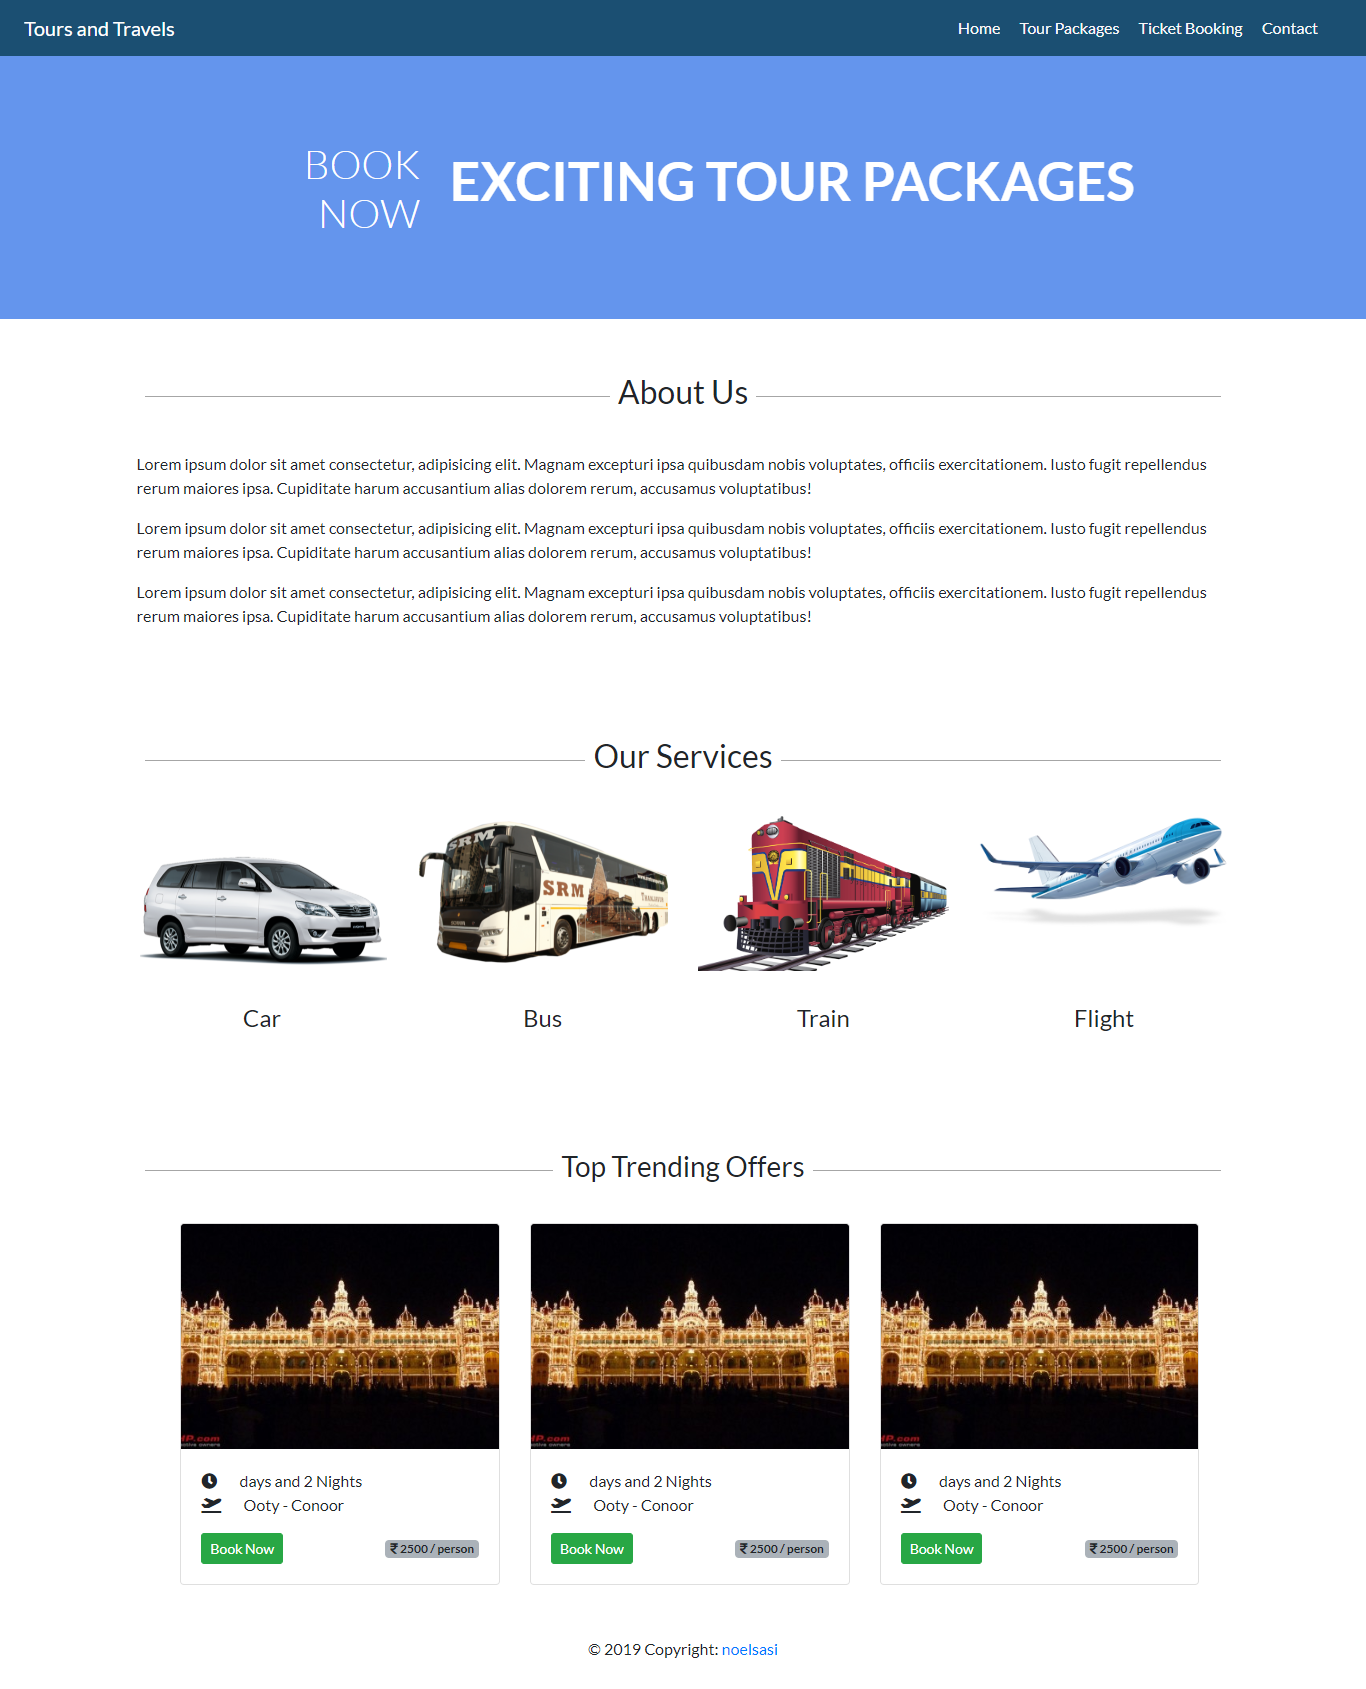 Tours and Travels
Home Tour Packages Ticket Booking Contact
BOOK
NOW
EXCITING TOUR PACKAGES
About Us
Lorem ipsum dolor sit amet consectetur, adipisicing elit. Magnam excepturi ipsa quibusdam nobis voluptates, officiis exercitationem. Iusto fugit repellendus
rerum maiores ipsa. Cupiditate harum accusantium alias dolorem rerum, accusamus voluptatibus!
Lorem ipsum dolor sit amet consectetur, adipisicing elit. Magnam excepturi ipsa quibusdam nobis voluptates, officiis exercitationem. Iusto fugit repellendus
rerum maiores ipsa. Cupiditate harum accusantium alias dolorem rerum, accusamus voluptatibus!
Lorem ipsum dolor sit amet consectetur, adipisicing elit. Magnam excepturi ipsa quibusdam nobis voluptates, officiis exercitationem. Iusto fugit repellendus
rerum maiores ipsa. Cupiditate harum accusantium alias dolorem rerum, accusamus voluptatibus!
Our Services
SRM
SRM
Car
Bus
Train
Flight
Top Trending Offers
days and 2 Nights
Ooty - Conoor
Book Now
₹ 2500 / person
days and 2 Nights
Ooty - Conoor
Book Now
₹ 2500 / person
days and 2 Nights
Ooty - Conoor
Book Now
₹ 2500 / person
© 2019 Copyright: noelsasi